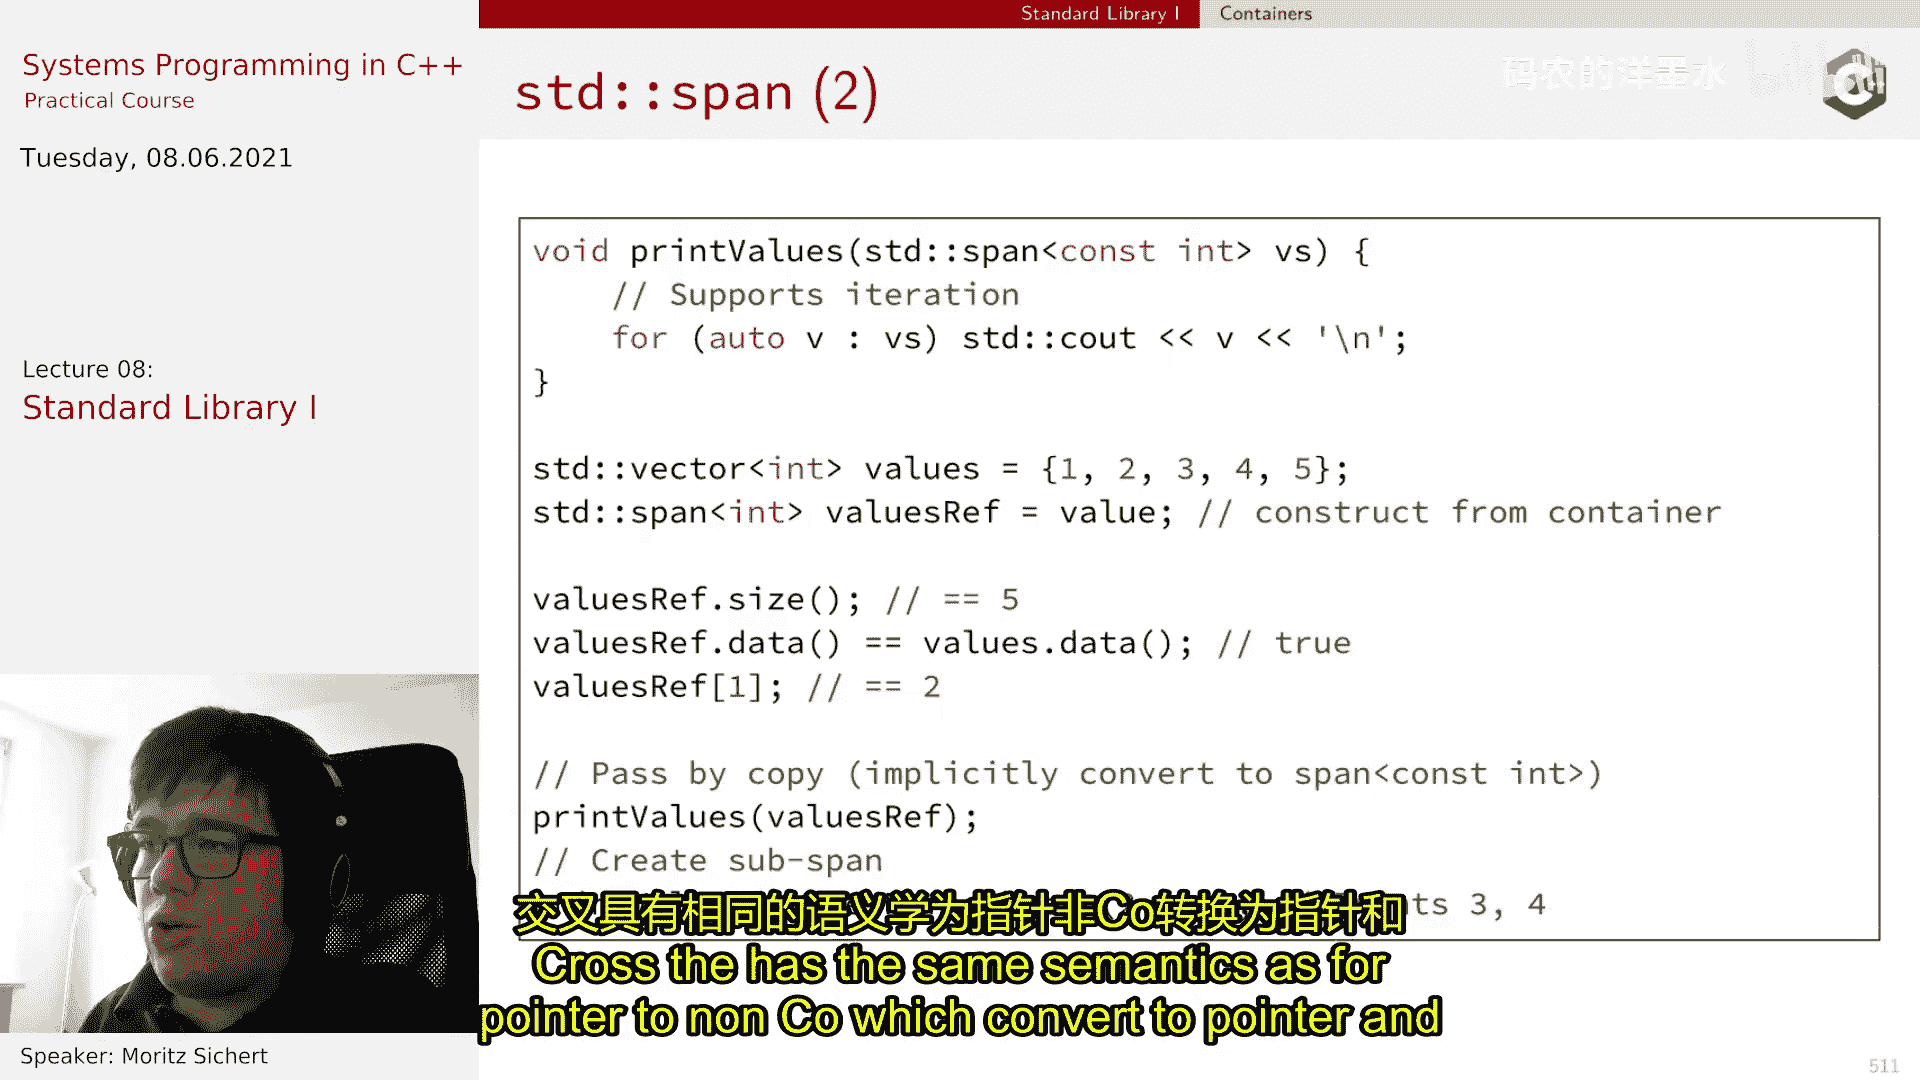 Standard Library I
Containers
Systems Programming in C++
Practical Course
Tuesday, 08.06.2021
Lecture 08:
Standard Library I
std::span (2)
码农的洋墨水
void printValues(std::span<const int> vs) {
// Supports iteration
for (auto v : vs) std::cout << v << '\n';
}
std::vector<int> values = {1, 2, 3, 4, 5};
std::span<int> valuesRef = value; // construct from container
valuesRef.size(); // == 5
valuesRef.data() == values.data(); // true
valuesRef[1]; // == 2
// Pass by copy (implicitly convert to span<const int>)
printValues(valuesRef);
// Create sub-span
ts 3, 4
交叉具有相同的语义学为指针非Co转换为指针和
Cross the has the same semantics as for
pointer to non Co which convert to pointer and
Speaker: Moritz Sichert
511